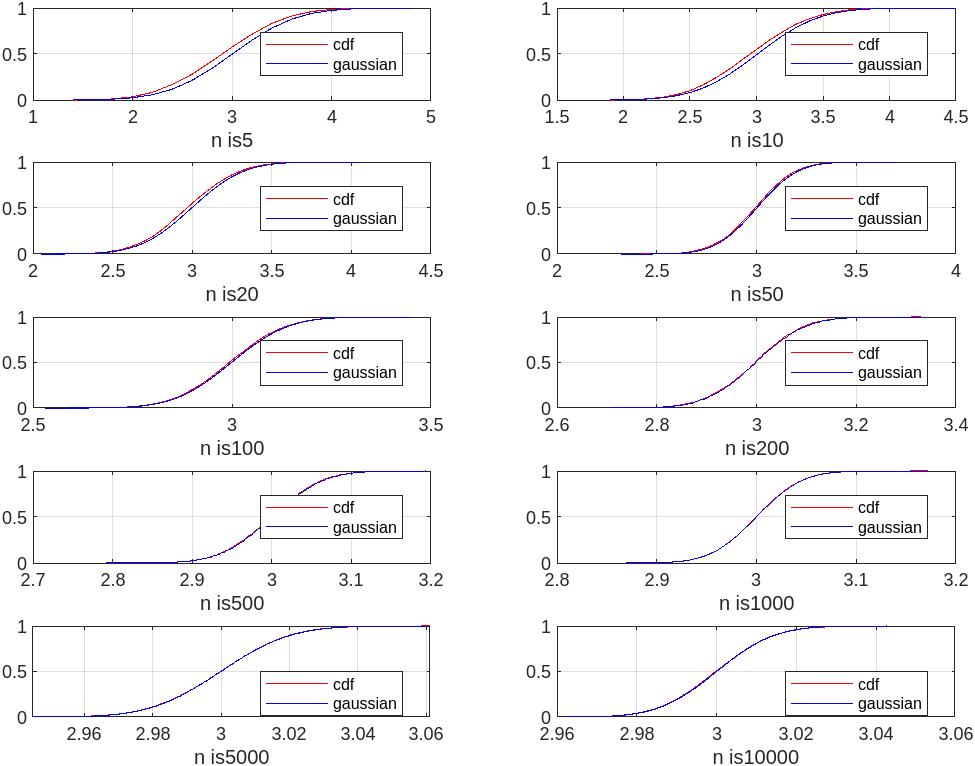 1
0.5
0
1 2 3 4 5
cdf
gaussian
n is5
1
0.5
0
1.5 2 2.5 3 3.5 4 4.5
cdf
gaussian
n is10
1
0.5
0
2 2.5 3 3.5 4 4.5
cdf
gaussian
n is20
1
0.5
0
2 2.5 3 3.5 4
cdf
gaussian
n is50
1
0.5
0
2.5 3 3.5
cdf
gaussian
n is100
1
0.5
0
2.6 2.8 3 3.2 3.4
cdf
gaussian
n is200
1
0.5
0
2.7 2.8 2.9 3 3.1 3.2
cdf
gaussian
n is500
1
0.5
0
2.8 2.9 3 3.1 3.2
cdf
gaussian
n is1000
1
0.5
0
2.96 2.98 3 3.02 3.04 3.06
cdf
gaussian
n is5000
1
0.5
0
2.96 2.98 3 3.02 3.04 3.06
cdf
gaussian
n is10000